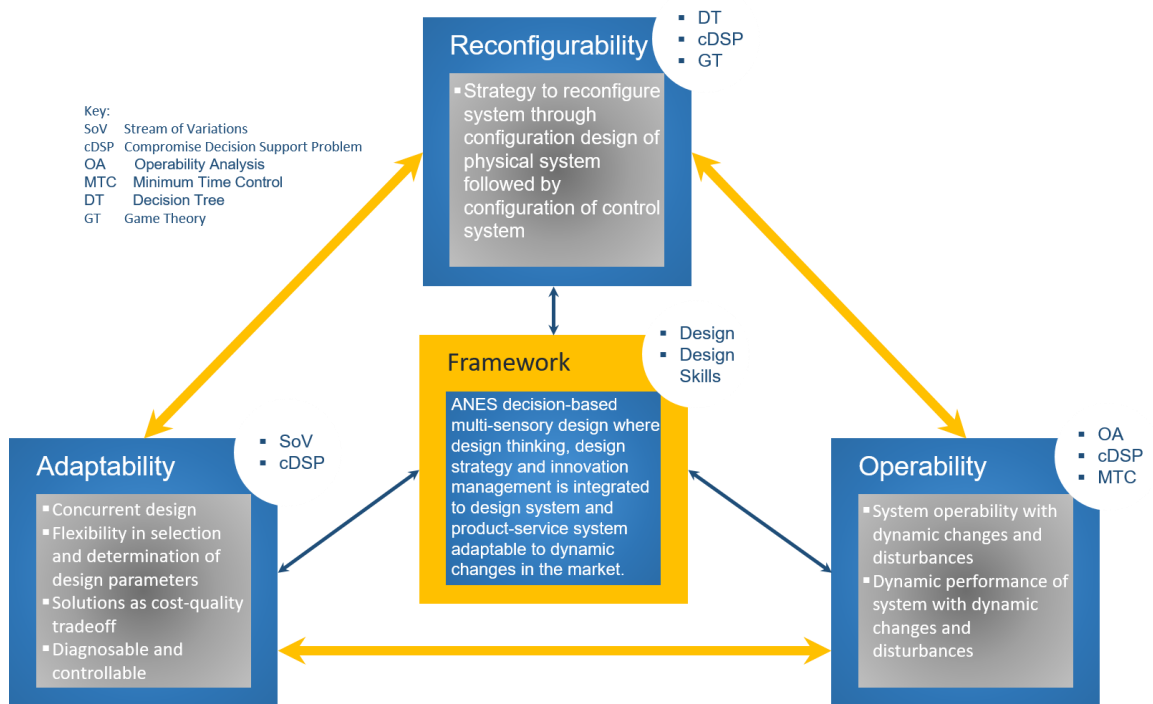 Reconfigurability
▪ DT
▪ cDSP
▪ GT
▪ Strategy to reconfigure
system through
configuration design of
physical system
followed by
configuration of control
system
Key:
SoV Stream of Variations
cDSP Compromise Decision Support Problem
OA Operability Analysis
MTC Minimum Time Control
DT Decision Tree
GT Game Theory
Framework
▪ Design
▪ Design
Skills
ANES decision-based
multi-sensory design where
design thinking, design
strategy and innovation
management is integrated
to design system and
product-service system
adaptable to dynamic
changes in the market.
Adaptability
▪ SoV
▪ cDSP
▪ Concurrent design
▪ Flexibility in selection
and determination of
design parameters
▪ Solutions as cost-quality
tradeoff
▪ Diagnosable and
controllable
Operability
▪ OA
▪ cDSP
▪ MTC
▪ System operability with
dynamic changes and
disturbances
▪ Dynamic performance of
system with dynamic
changes and
disturbances